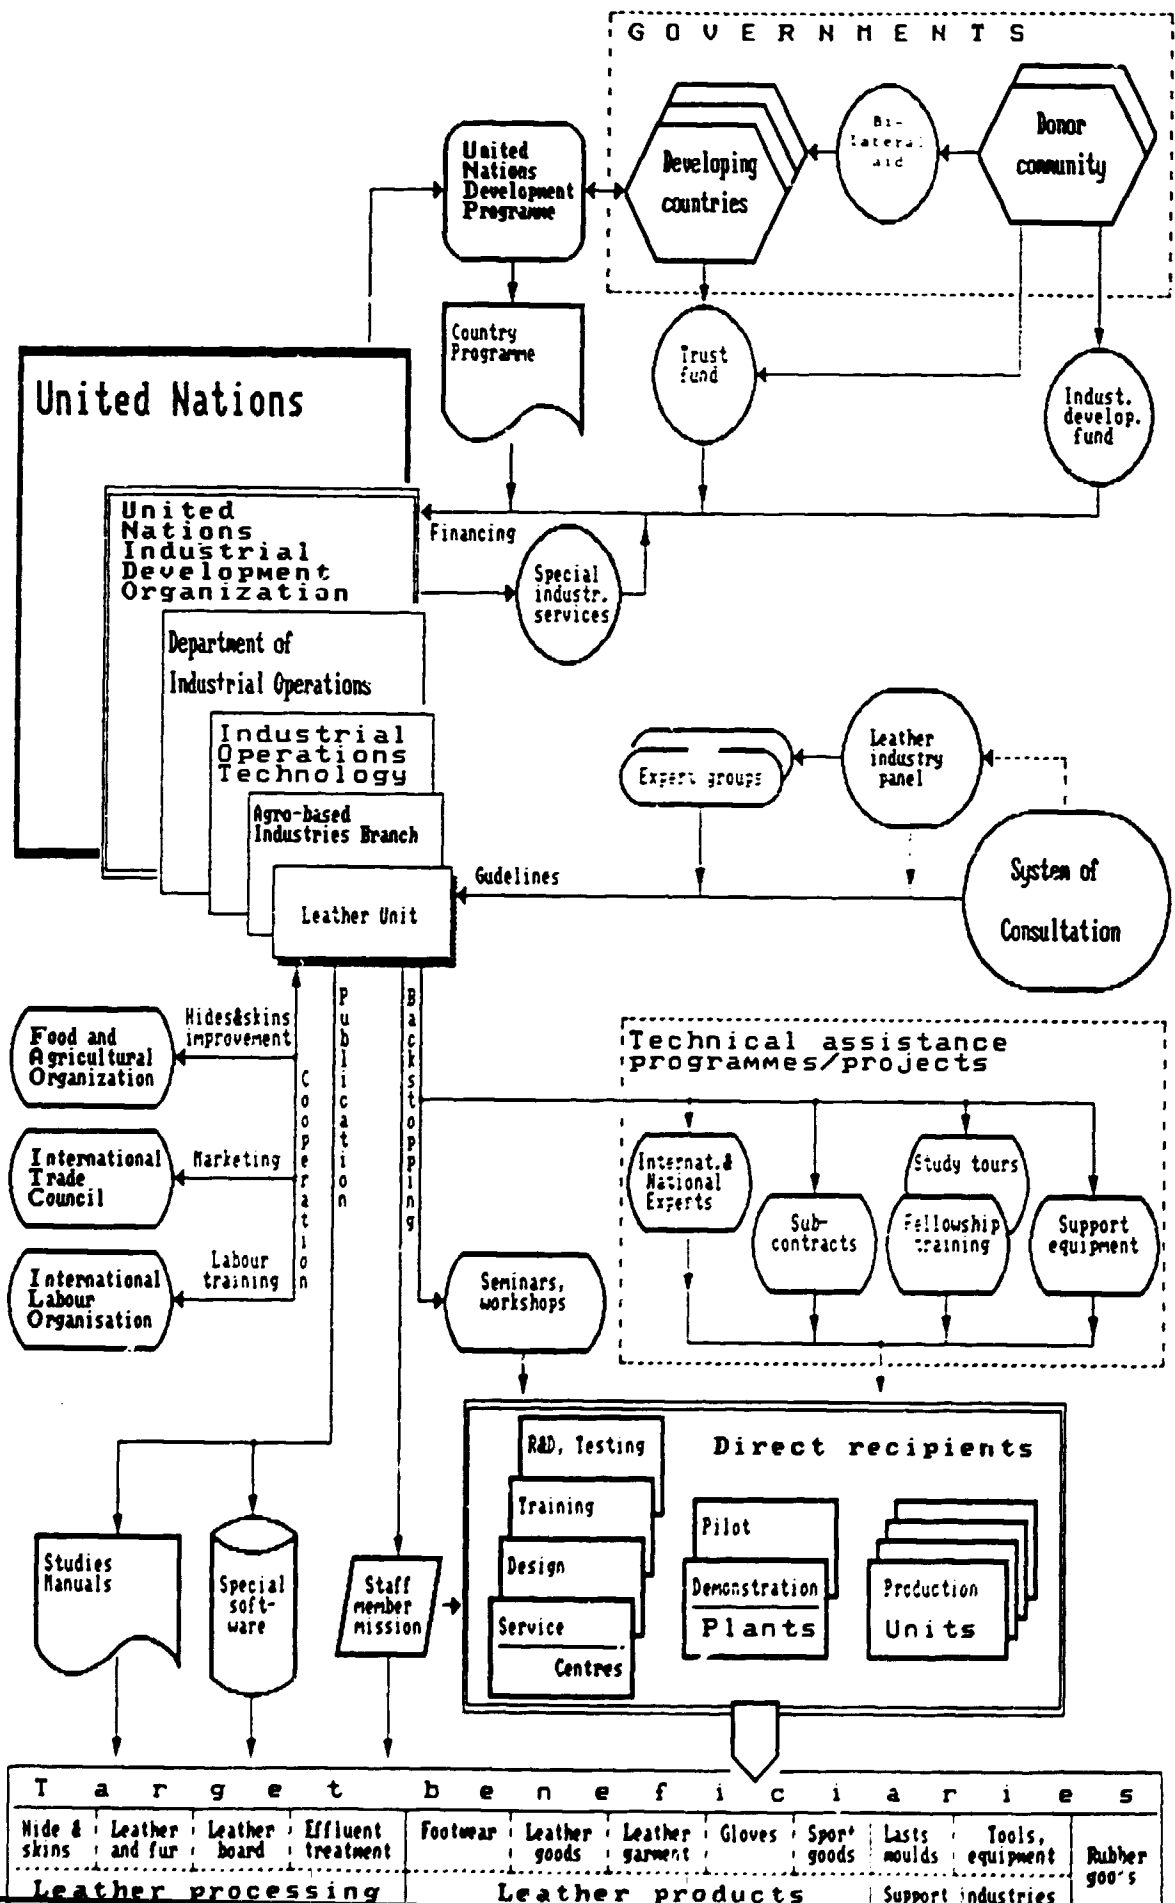 GOVERNMENTS
United
Nations
Development
Programme
Developing
countries
Bi-
lateral
aid
Donor
community
Country
Programme
Trust
fund
Indust.
develop.
fund
United Nations
United
Nations
Industrial
Development
Organization
Financing
Special
industr.
services
Department of
Industrial Operations
Industrial
Operations
Technology
Agro-based
Industries Branch
Leather Unit
Expert groups
Leather
industry
panel
System of
Consultation
Gudelines
Food and
Agricultural
Organization
Hides&skins
improvement
International
Trade
Council
Marketing
International
Labour
Organisation
Labour
training
Cooperation
Publication
Backstopping
Technical assistance
programmes/projects
Internat.&
National
Experts
Sub-
contracts
Study tours
Fellowship
training
Support
equipment
Seminars,
workshops
Direct recipients
R&D, Testing
Training
Design
Service
Centres
Pilot
Demonstration
Plants
Production
Units
Studies
Manuals
Special
soft-
ware
Staff
member
mission
Target beneficiaries
Hide &
skins
Leather
and fur
Leather
board
Effluent
treatment
Footwear
Leather
goods
Leather
garment
Gloves
Sport
goods
Lasts
moulds
Tools,
equipment
Rubber
goo's
Leather processing
Leather products
Support industries